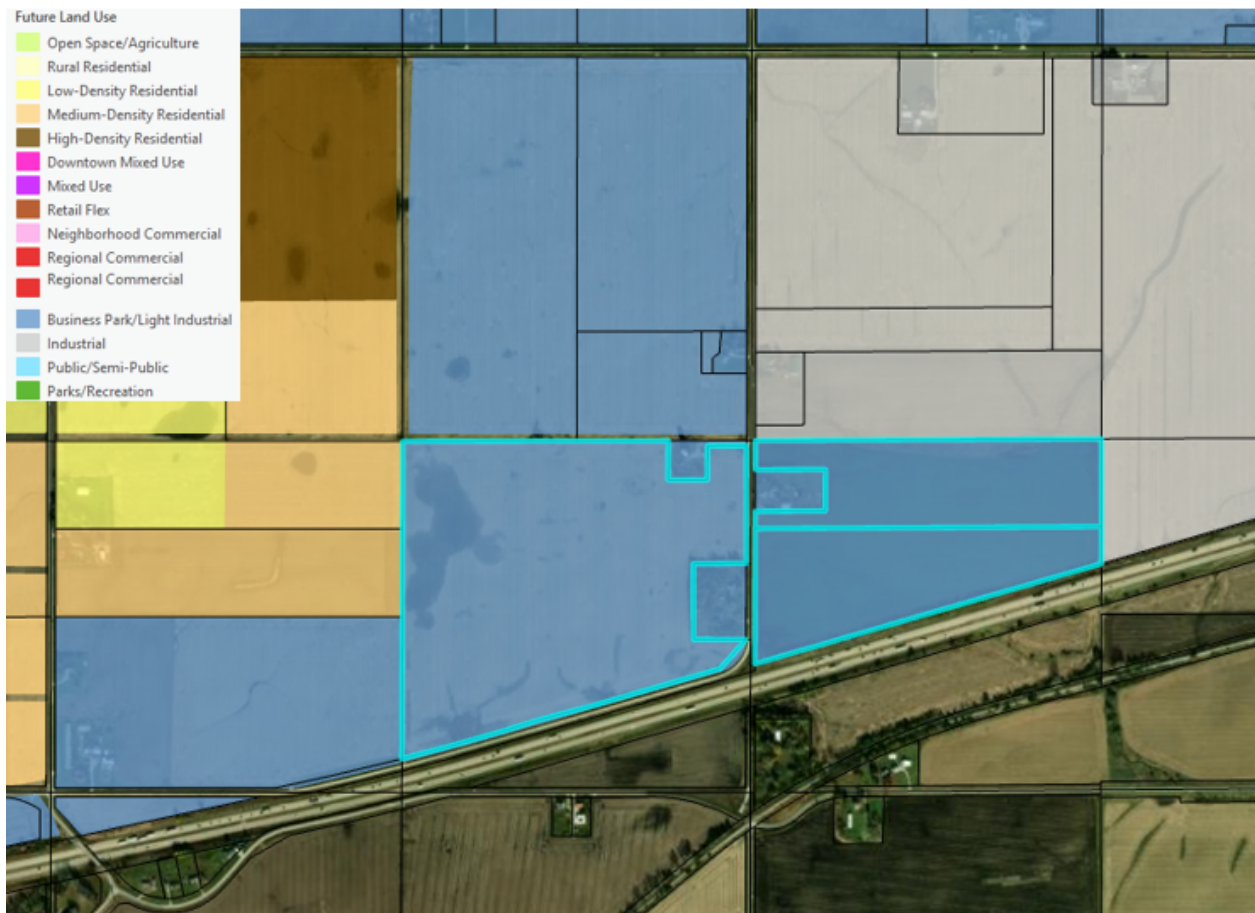 Future Land Use
Open Space/Agriculture
Rural Residential
Low-Density Residential
Medium-Density Residential
High-Density Residential
Downtown Mixed Use
Mixed Use
Retail Flex
Neighborhood Commercial
Regional Commercial
Regional Commercial
Business Park/Light Industrial
Industrial
Public/Semi-Public
Parks/Recreation